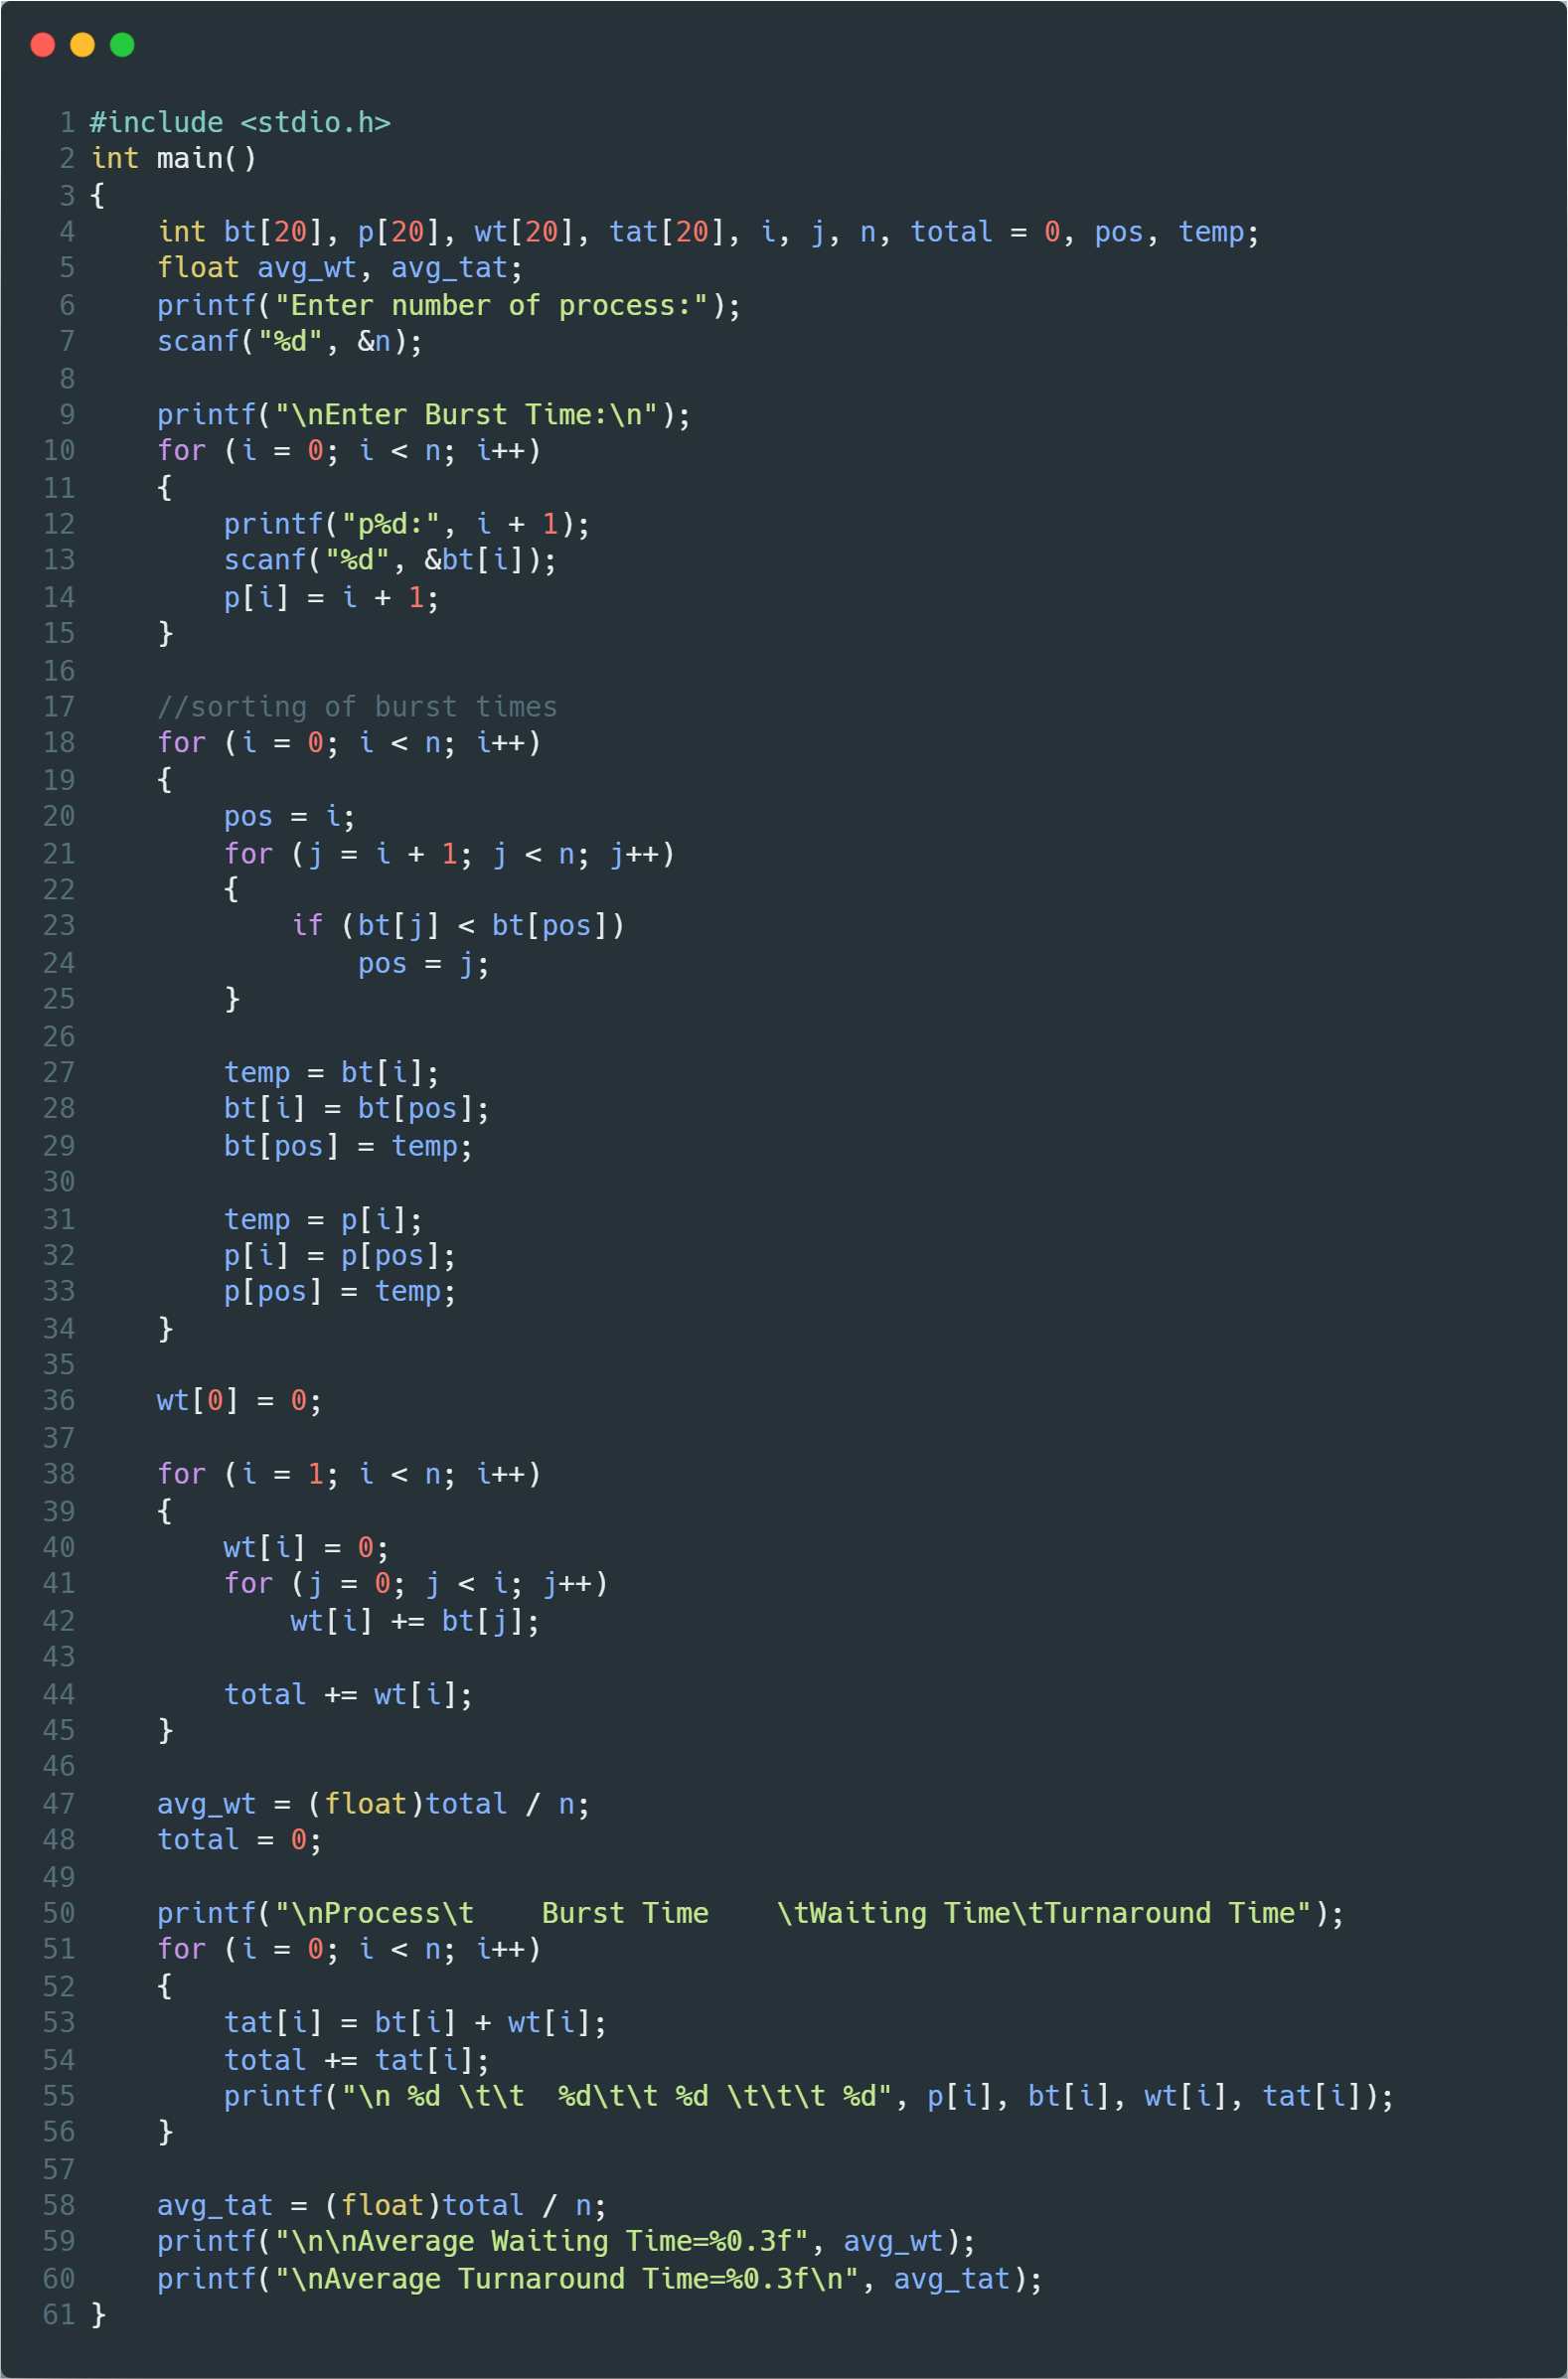 1 #include <stdio.h>
2 int main()
3 {
4     int bt[20], p[20], wt[20], tat[20], i, j, n, total = 0, pos, temp;
5     float avg_wt, avg_tat;
6     printf("Enter number of process:");
7     scanf("%d", &n);
8
9     printf("\nEnter Burst Time:\n");
10     for (i = 0; i < n; i++)
11     {
12         printf("p%d:", i + 1);
13         scanf("%d", &bt[i]);
14         p[i] = i + 1;
15     }
16
17     //sorting of burst times
18     for (i = 0; i < n; i++)
19     {
20         pos = i;
21         for (j = i + 1; j < n; j++)
22         {
23             if (bt[j] < bt[pos])
24                 pos = j;
25         }
26
27         temp = bt[i];
28         bt[i] = bt[pos];
29         bt[pos] = temp;
30
31         temp = p[i];
32         p[i] = p[pos];
33         p[pos] = temp;
34     }
35
36     wt[0] = 0;
37
38     for (i = 1; i < n; i++)
39     {
40         wt[i] = 0;
41         for (j = 0; j < i; j++)
42             wt[i] += bt[j];
43
44         total += wt[i];
45     }
46
47     avg_wt = (float)total / n;
48     total = 0;
49
50     printf("\nProcess\t    Burst Time    \tWaiting Time\tTurnaround Time");
51     for (i = 0; i < n; i++)
52     {
53         tat[i] = bt[i] + wt[i];
54         total += tat[i];
55         printf("\n %d \t\t  %d\t\t %d \t\t\t %d", p[i], bt[i], wt[i], tat[i]);
56     }
57
58     avg_tat = (float)total / n;
59     printf("\n\nAverage Waiting Time=%0.3f", avg_wt);
60     printf("\nAverage Turnaround Time=%0.3f\n", avg_tat);
61 }